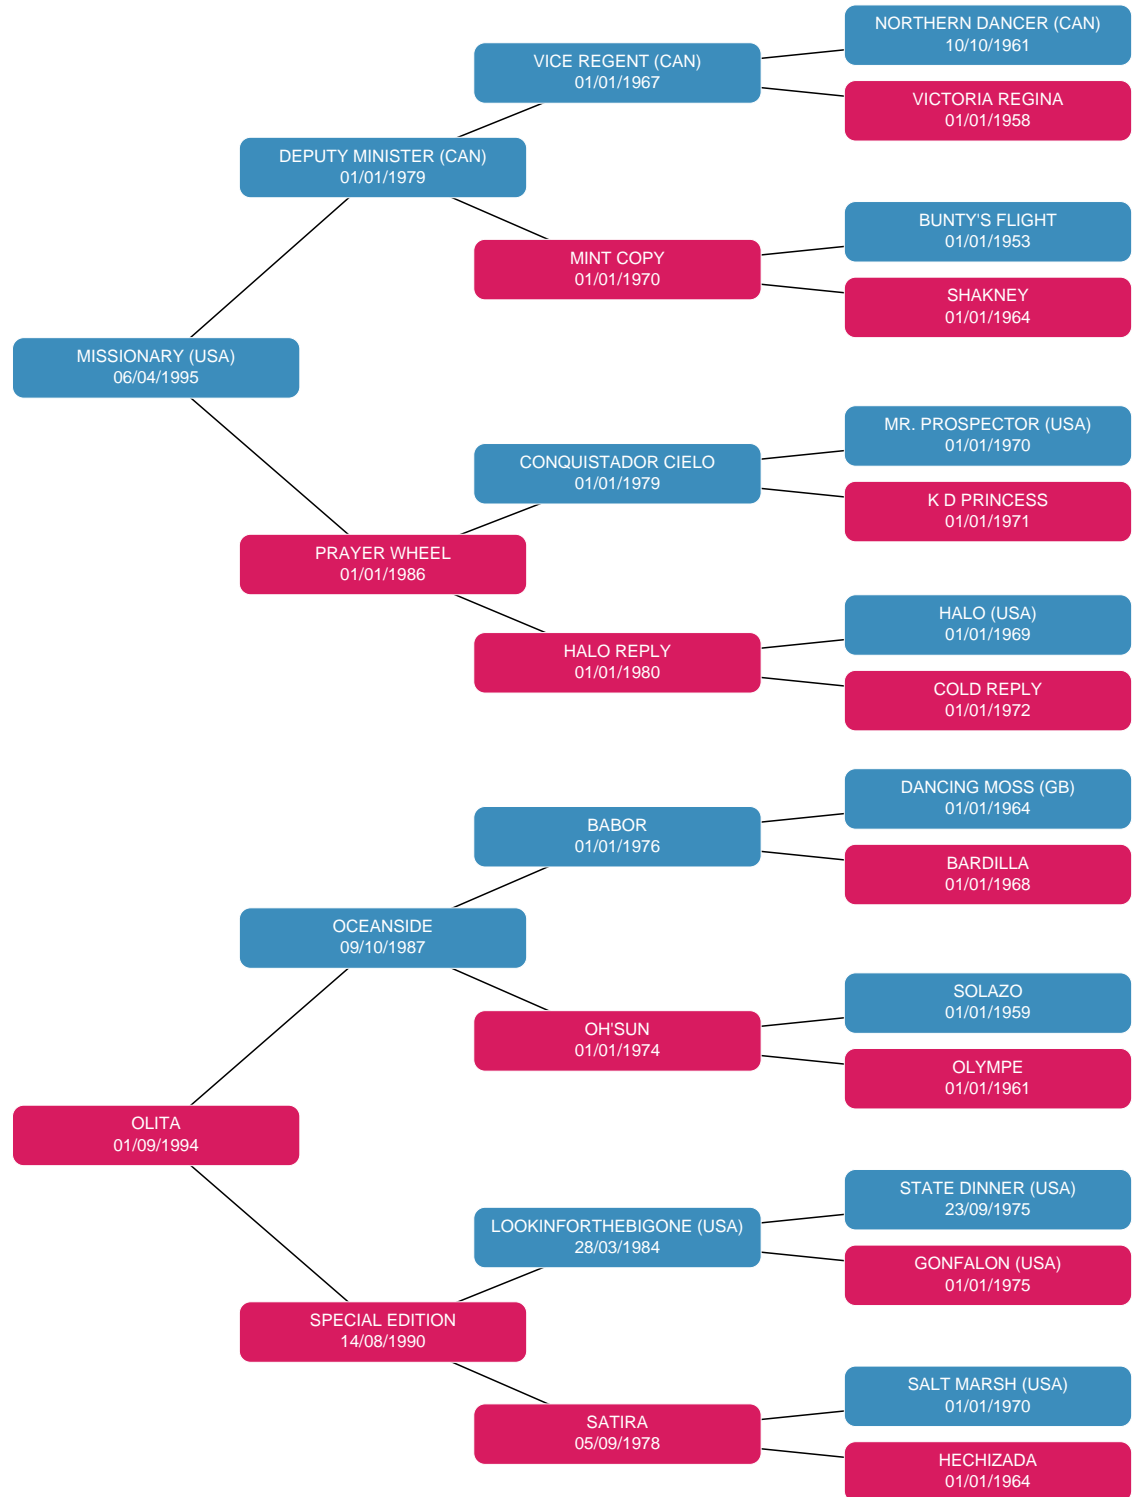 NORTHERN DANCER (CAN)
10/10/1961
VICE REGENT (CAN)
01/01/1967
VICTORIA REGINA
01/01/1958
DEPUTY MINISTER (CAN)
01/01/1979
BUNTY'S FLIGHT
01/01/1953
MINT COPY
01/01/1970
SHAKNEY
01/01/1964
MISSIONARY (USA)
06/04/1995
MR. PROSPECTOR (USA)
01/01/1970
CONQUISTADOR CIELO
01/01/1979
K D PRINCESS
01/01/1971
PRAYER WHEEL
01/01/1986
HALO (USA)
01/01/1969
HALO REPLY
01/01/1980
COLD REPLY
01/01/1972
DANCING MOSS (GB)
01/01/1964
BABOR
01/01/1976
BARDILLA
01/01/1968
OCEANSIDE
09/10/1987
SOLAZO
01/01/1959
OH'SUN
01/01/1974
OLYMPE
01/01/1961
OLITA
01/09/1994
STATE DINNER (USA)
23/09/1975
LOOKINFORTHEBIGONE (USA)
28/03/1984
GONFALON (USA)
01/01/1975
SPECIAL EDITION
14/08/1990
SALT MARSH (USA)
01/01/1970
SATIRA
05/09/1978
HECHIZADA
01/01/1964